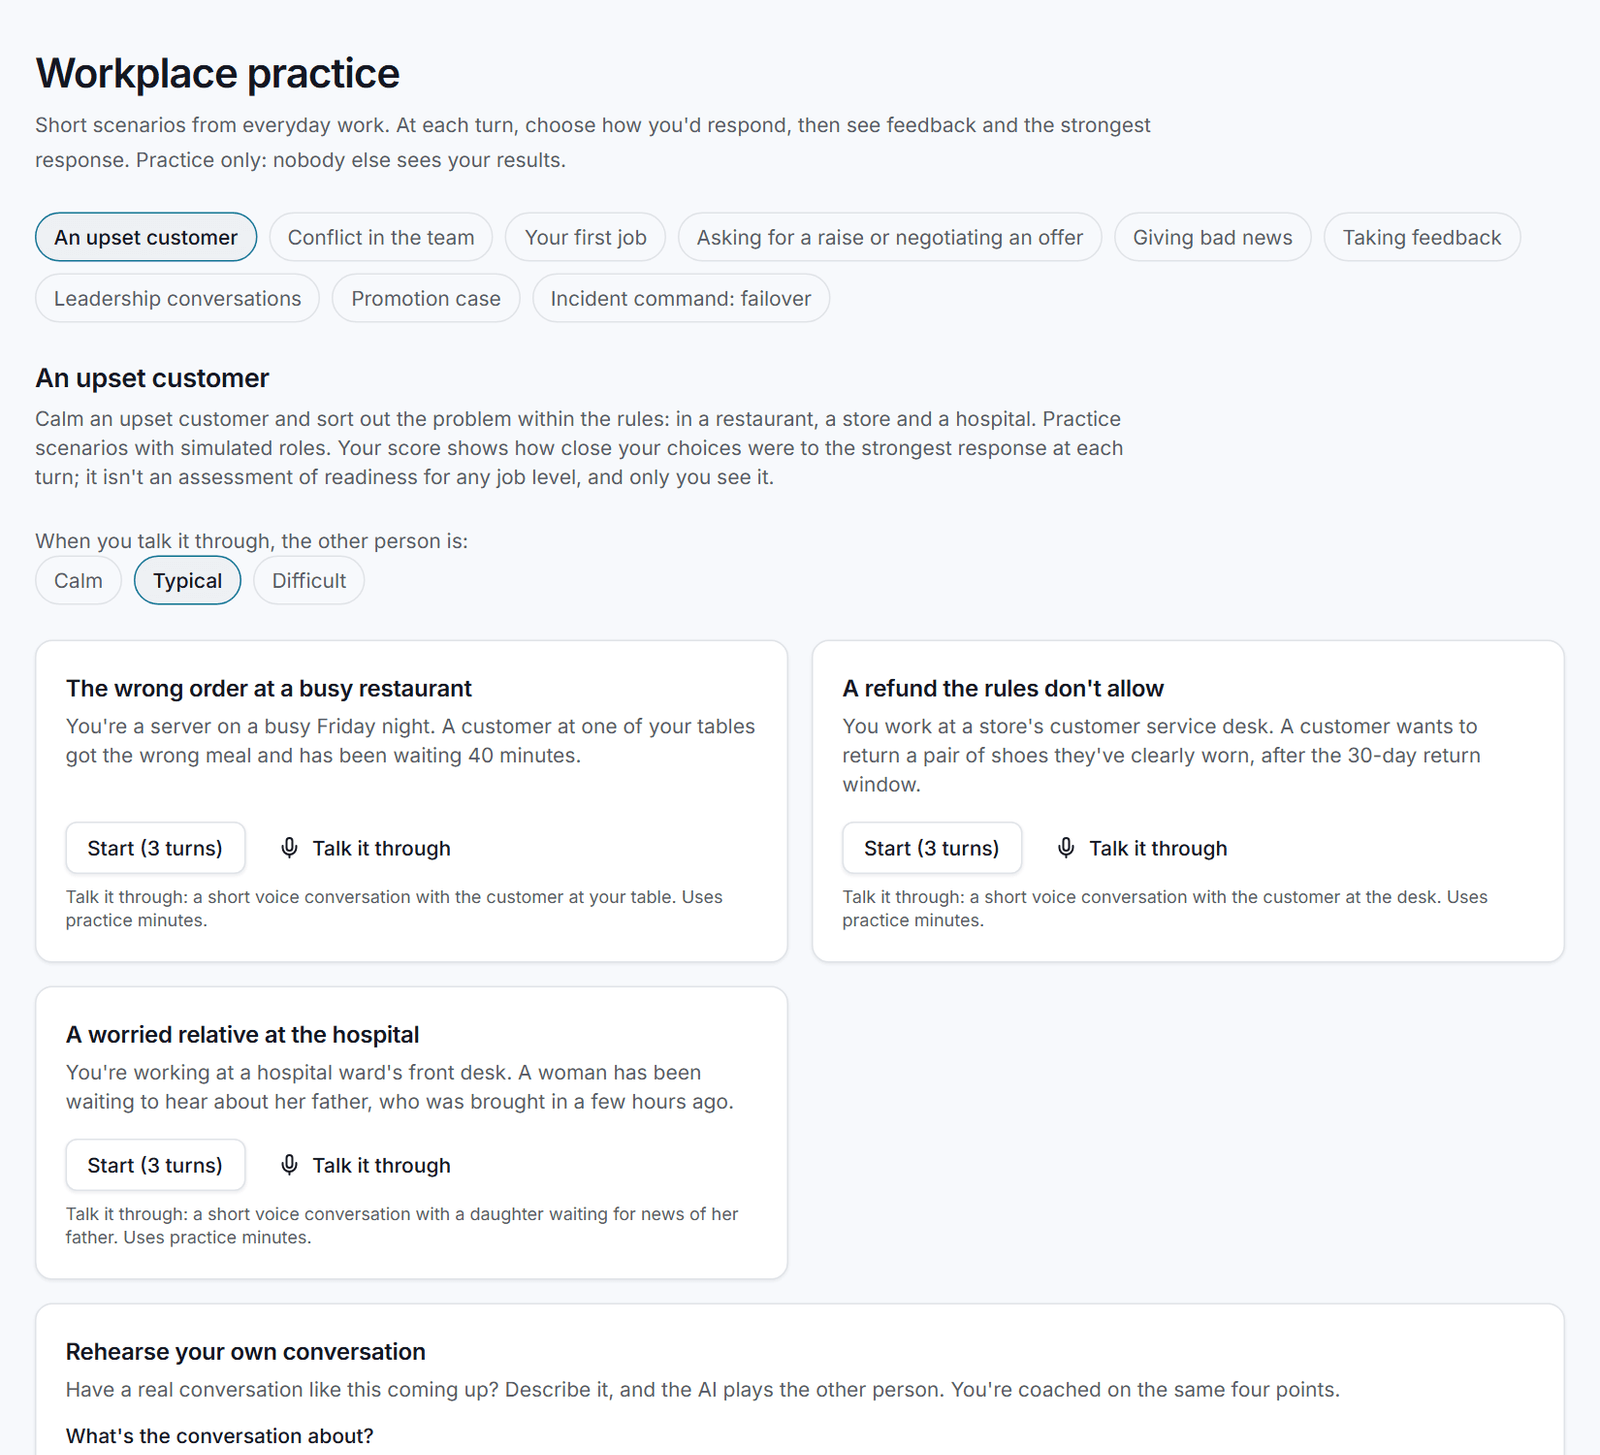 Workplace practice
Short scenarios from everyday work. At each turn, choose how you'd respond, then see feedback and the strongest
response. Practice only: nobody else sees your results.
An upset customer
Conflict in the team
Your first job
Asking for a raise or negotiating an offer
Giving bad news
Taking feedback
Leadership conversations
Promotion case
Incident command: failover
An upset customer
Calm an upset customer and sort out the problem within the rules: in a restaurant, a store and a hospital. Practice
scenarios with simulated roles. Your score shows how close your choices were to the strongest response at each
turn; it isn't an assessment of readiness for any job level, and only you see it.
When you talk it through, the other person is:
Calm
Typical
Difficult
The wrong order at a busy restaurant
You're a server on a busy Friday night. A customer at one of your tables
got the wrong meal and has been waiting 40 minutes.
Start (3 turns)
Talk it through
Talk it through: a short voice conversation with the customer at your table. Uses
practice minutes.
A refund the rules don't allow
You work at a store's customer service desk. A customer wants to
return a pair of shoes they've clearly worn, after the 30-day return
window.
Start (3 turns)
Talk it through
Talk it through: a short voice conversation with the customer at the desk. Uses
practice minutes.
A worried relative at the hospital
You're working at a hospital ward's front desk. A woman has been
waiting to hear about her father, who was brought in a few hours ago.
Start (3 turns)
Talk it through
Talk it through: a short voice conversation with a daughter waiting for news of her
father. Uses practice minutes.
Rehearse your own conversation
Have a real conversation like this coming up? Describe it, and the AI plays the other person. You're coached on the same four points.
What's the conversation about?